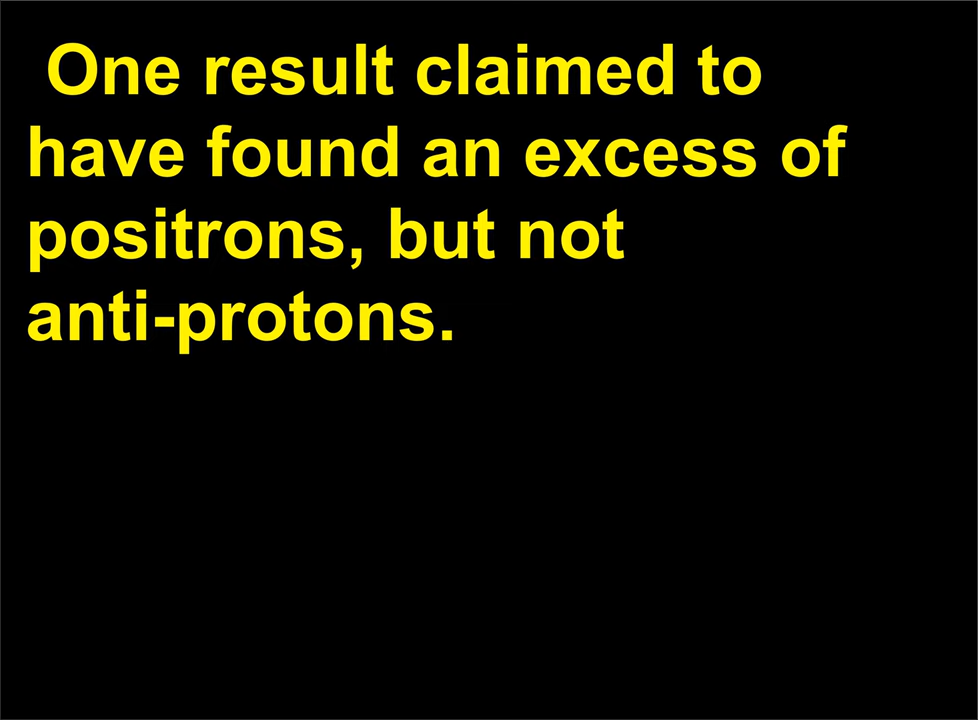 One result claimed to
have found an excess of
positrons, but not
anti-protons.